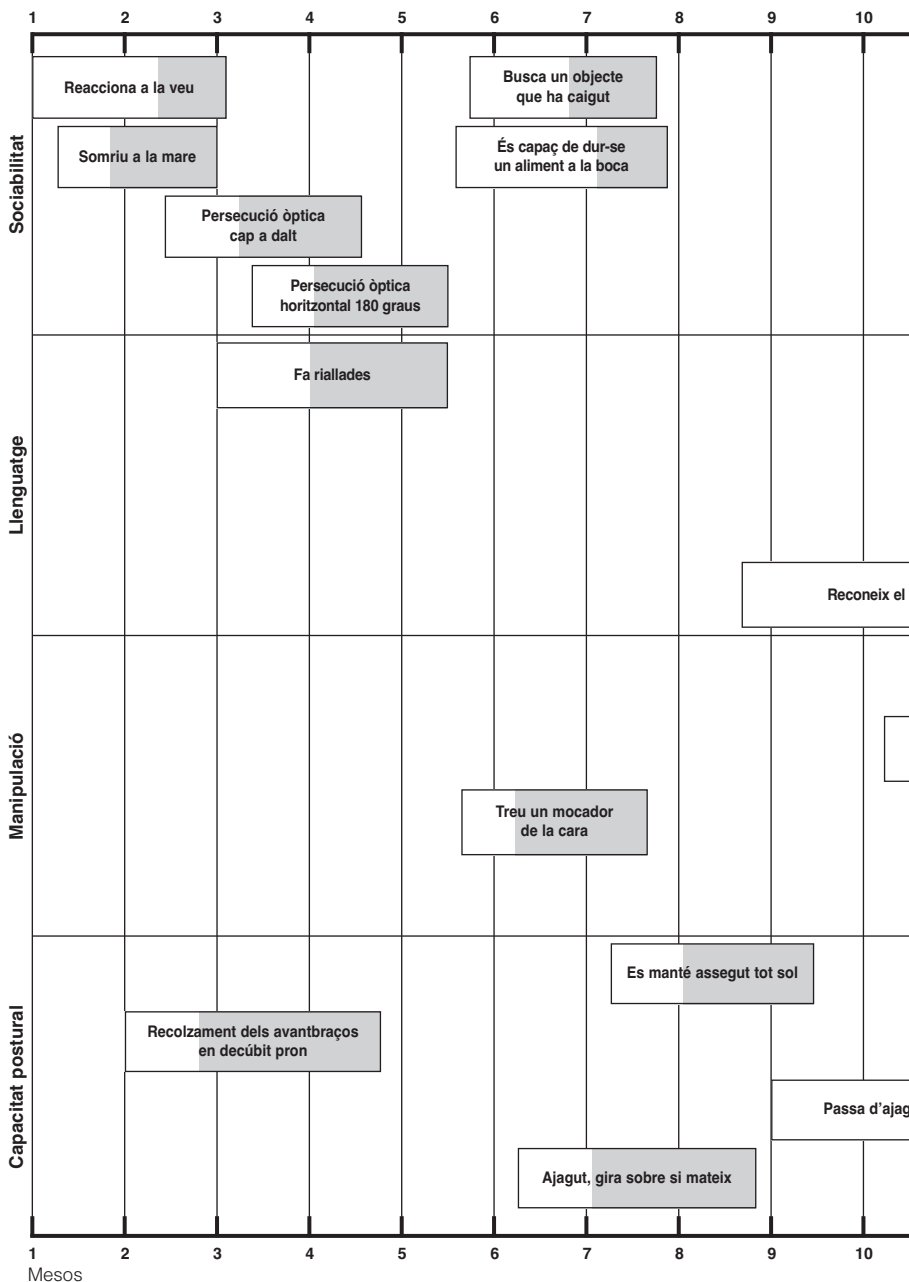 1 2 3 4 5 6 7 8 9 10
Sociabilitat
Reacciona a la veu
Busca un objecte
que ha caigut
Somriu a la mare
És capaç de dur-se
un aliment a la boca
Persecució òptica
cap a dalt
Persecució òptica
horitzontal 180 graus
Llenguatge
Fa riallades
Reconeix el
Manipulació
Treu un mocador
de la cara
Capacitat postural
Es manté assegut tot sol
Recolzament dels avantbraços
en decúbit pron
Passa d’ajag
Ajagut, gira sobre si mateix
1 2 3 4 5 6 7 8 9 10
Mesos